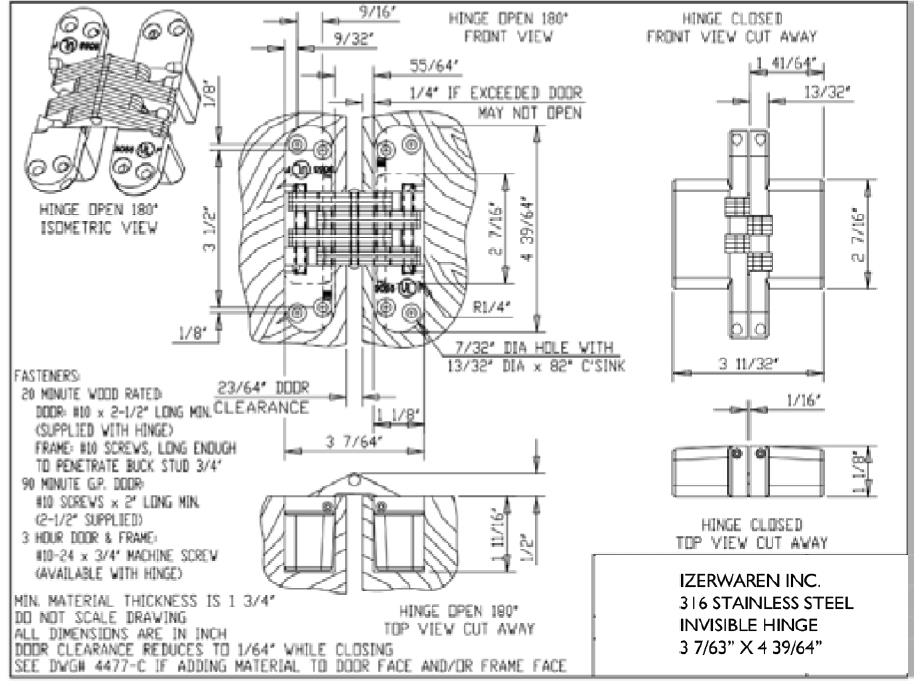 9/16"
9/32"
HINGE OPEN 180°
FRONT VIEW
HINGE CLOSED
FRONT VIEW CUT AWAY
55/64"
1/4" IF EXCEEDED DOOR
MAY NOT OPEN
1 41/64"
13/32"
SOSS
UL
SOSS
UL
HINGE OPEN 180°
ISOMETRIC VIEW
1/8"
3 1/2"
1/8"
SOSS
UL
SOSS
UL
2 7/16"
4 39/64"
R1/4"
7/32" DIA HOLE WITH
13/32" DIA x 82° C'SINK
2 7/16"
3 11/32"
23/64" DOOR
CLEARANCE
1 1/8"
3 7/64"
1/16"
1 1/8"
HINGE CLOSED
TOP VIEW CUT AWAY
FASTENERS:
20 MINUTE WOOD RATED:
DOOR: #10 x 2-1/2" LONG MIN.
(SUPPLIED WITH HINGE)
FRAME: #10 SCREWS, LONG ENOUGH
TO PENETRATE BUCK STUD 3/4"
90 MINUTE G.P. DOOR:
#10 SCREWS x 2" LONG MIN.
(2-1/2" SUPPLIED)
3 HOUR DOOR & FRAME:
#10-24 x 3/4" MACHINE SCREW
(AVAILABLE WITH HINGE)
1 11/16"
1/2"
HINGE OPEN 180°
TOP VIEW CUT AWAY
MIN. MATERIAL THICKNESS IS 1 3/4"
DO NOT SCALE DRAWING
ALL DIMENSIONS ARE IN INCH
DOOR CLEARANCE REDUCES TO 1/64" WHILE CLOSING
SEE DWG# 4477-C IF ADDING MATERIAL TO DOOR FACE AND/OR FRAME FACE
IZERWAREN INC.
316 STAINLESS STEEL
INVISIBLE HINGE
3 7/63" X 4 39/64"